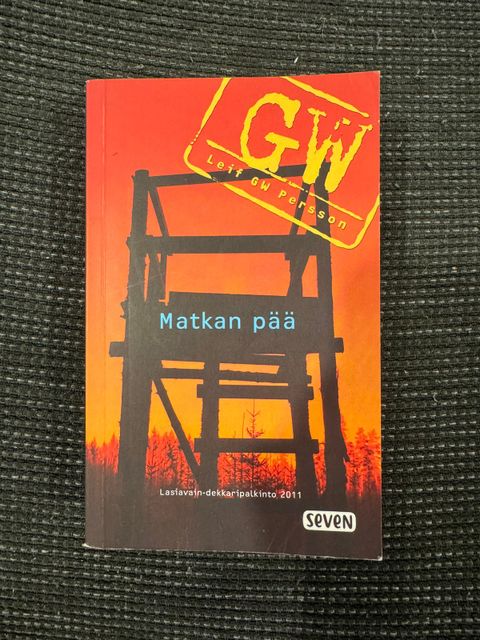 GW
Leif GW Persson
Matkan pää
Lasiavain-dekkaripalkinto 2011
seven